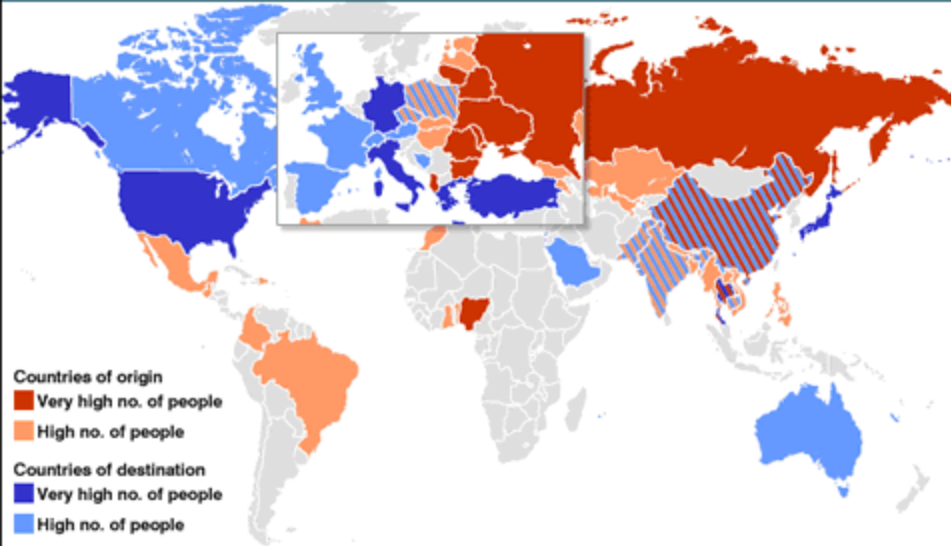 Countries of origin
Very high no. of people
High no. of people
Countries of destination
Very high no. of people
High no. of people